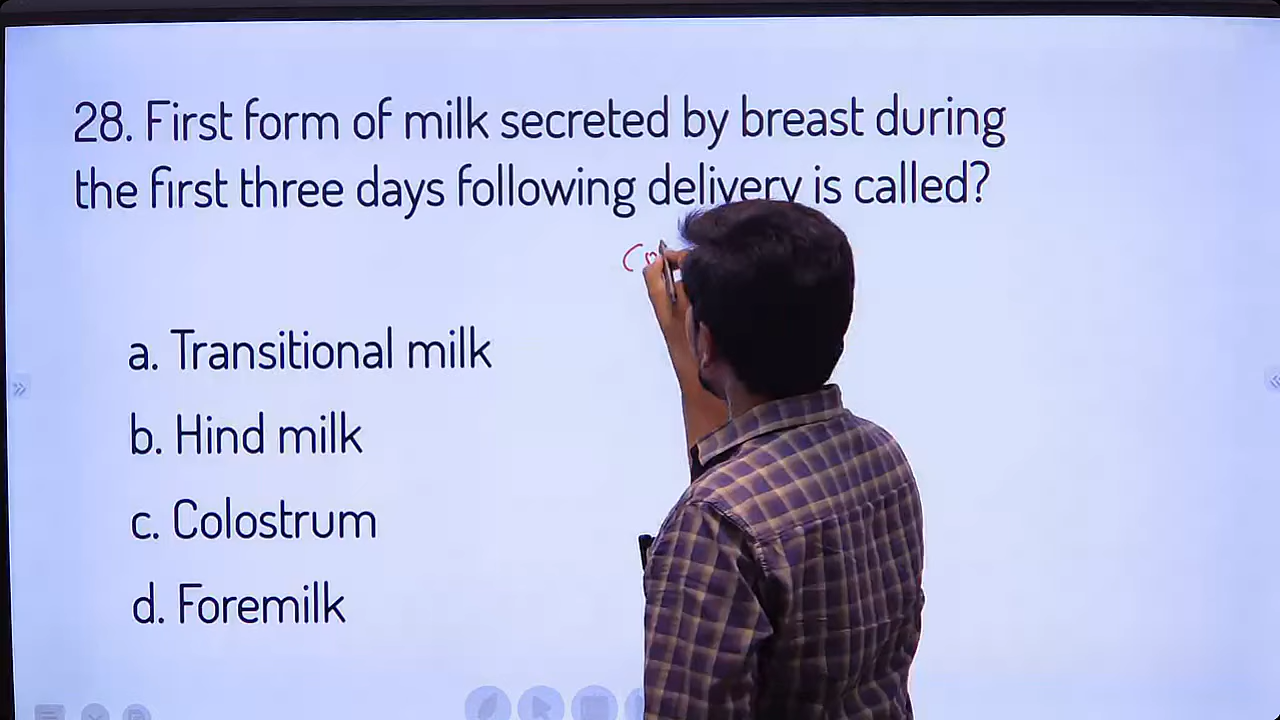 28. First form of milk secreted by breast during
the first three days following delivery is called?
a. Transitional milk
b. Hind milk
c. Colostrum
d. Foremilk